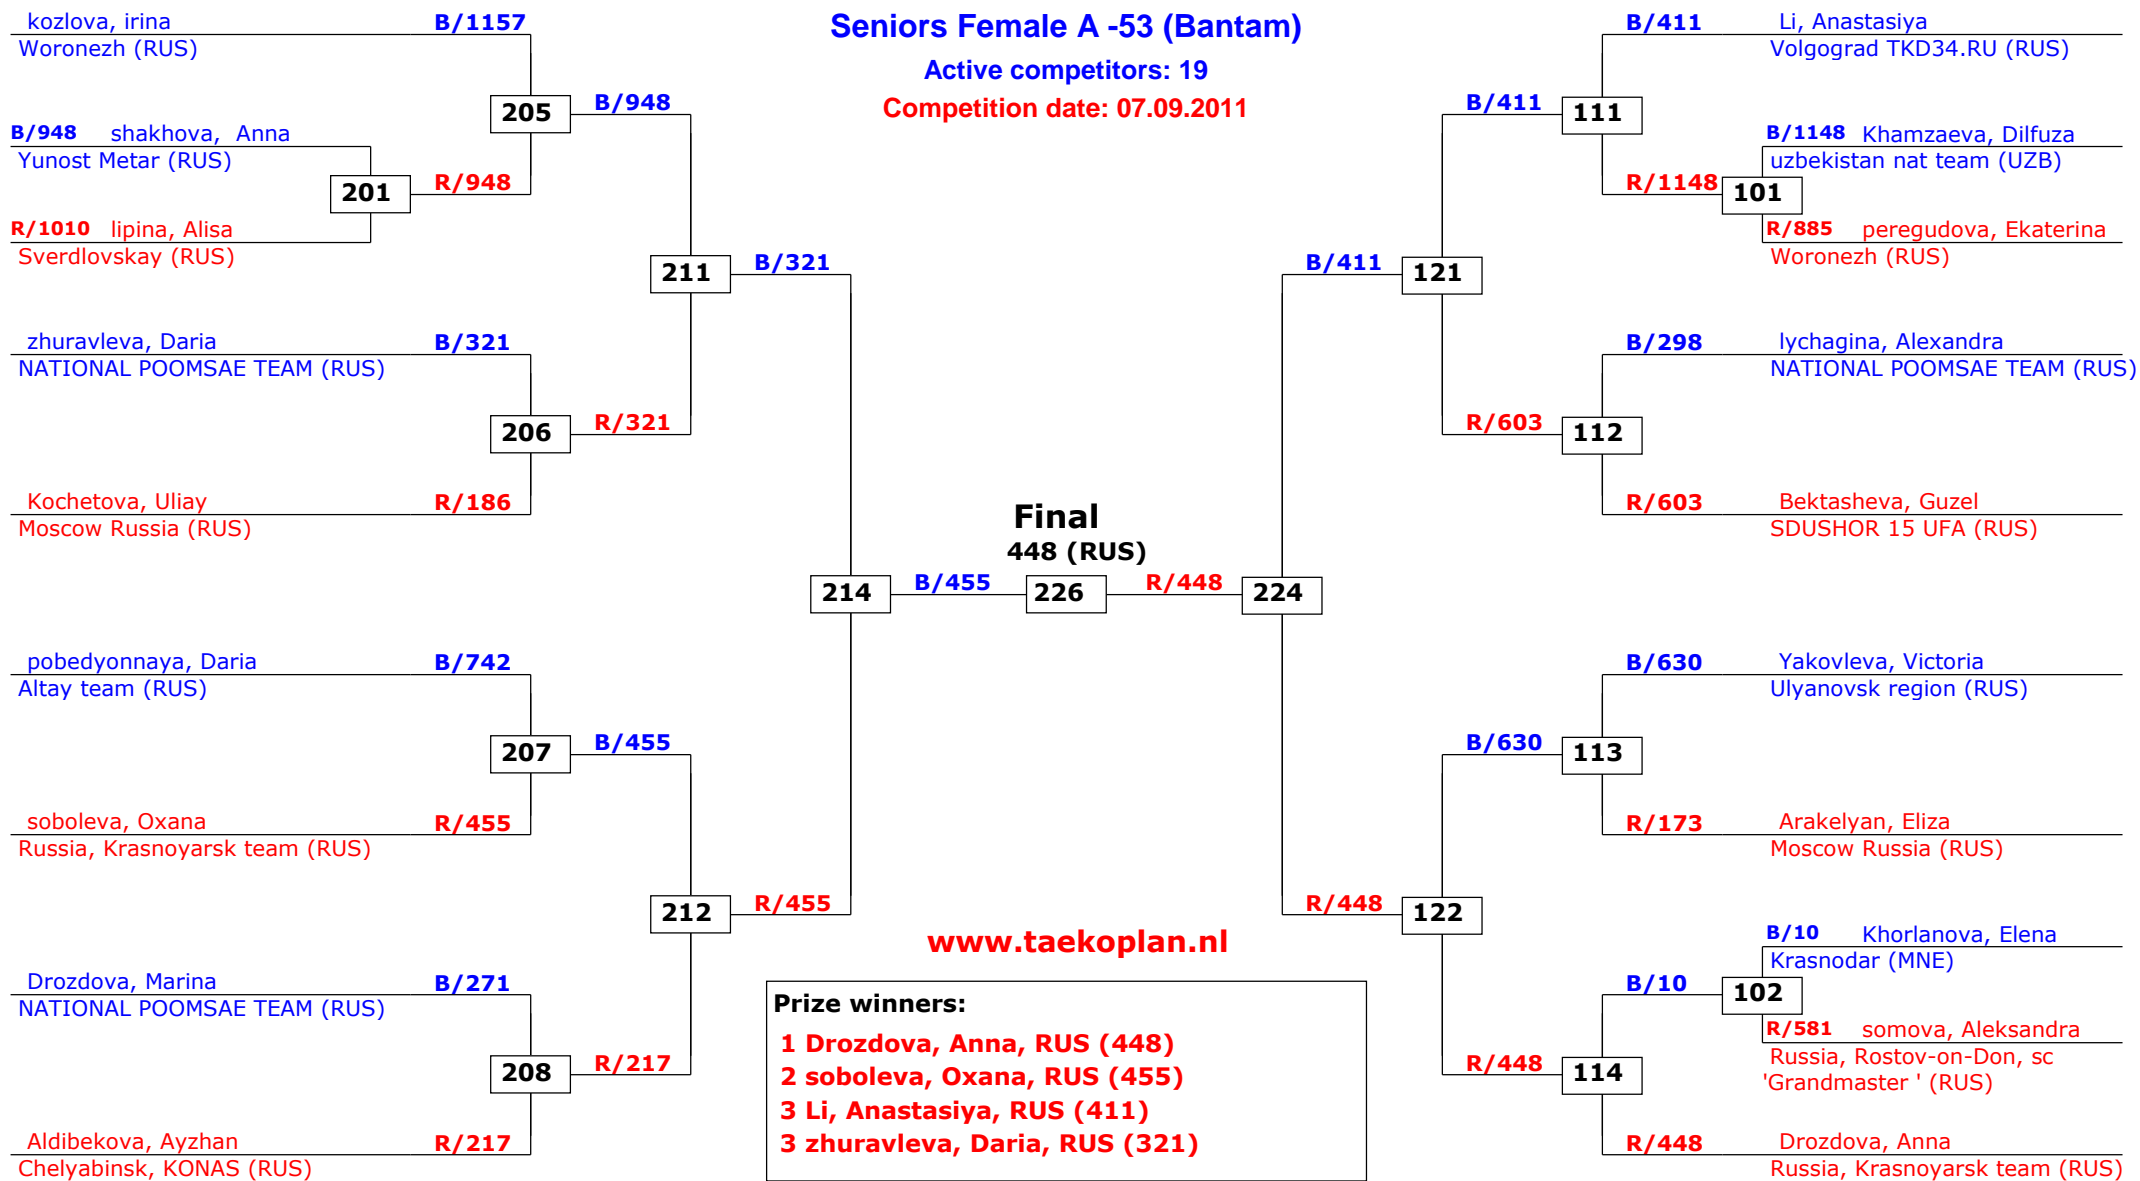 Seniors Female A -53 (Bantam)
Active competitors: 19
Competition date: 07.09.2011
kozlova, irina B/1157
Woronezh (RUS)
205 B/948
B/948 shakhova, Anna
Yunost Metar (RUS)
201 R/948
R/1010 lipina, Alisa
Sverdlovskay (RUS)
211 B/321
zhuravleva, Daria B/321
NATIONAL POOMSAE TEAM (RUS)
206 R/321
Kochetova, Uliay R/186
Moscow Russia (RUS)
214 B/455
pobedyonnaya, Daria B/742
Altay team (RUS)
207 B/455
soboleva, Oxana R/455
Russia, Krasnoyarsk team (RUS)
212 R/455
Drozdova, Marina B/271
NATIONAL POOMSAE TEAM (RUS)
208 R/217
Aldibekova, Ayzhan R/217
Chelyabinsk, KONAS (RUS)
Final
448 (RUS)
226
B/411 Li, Anastasiya
Volgograd TKD34.RU (RUS)
B/411 111
B/1148 Khamzaeva, Dilfuza
uzbekistan nat team (UZB)
R/1148 101
R/885 peregudova, Ekaterina
Woronezh (RUS)
B/411 121
B/298 lychagina, Alexandra
NATIONAL POOMSAE TEAM (RUS)
R/603 112
R/603 Bektasheva, Guzel
SDUSHOR 15 UFA (RUS)
R/448 224
B/630 Yakovleva, Victoria
Ulyanovsk region (RUS)
B/630 113
R/173 Arakelyan, Eliza
Moscow Russia (RUS)
R/448 122
B/10 Khorlanova, Elena
Krasnodar (MNE)
B/10 102
R/581 somova, Aleksandra
Russia, Rostov-on-Don, sc
'Grandmaster ' (RUS)
R/448 114
R/448 Drozdova, Anna
Russia, Krasnoyarsk team (RUS)
www.taekoplan.nl
Prize winners:
1 Drozdova, Anna, RUS (448)
2 soboleva, Oxana, RUS (455)
3 Li, Anastasiya, RUS (411)
3 zhuravleva, Daria, RUS (321)